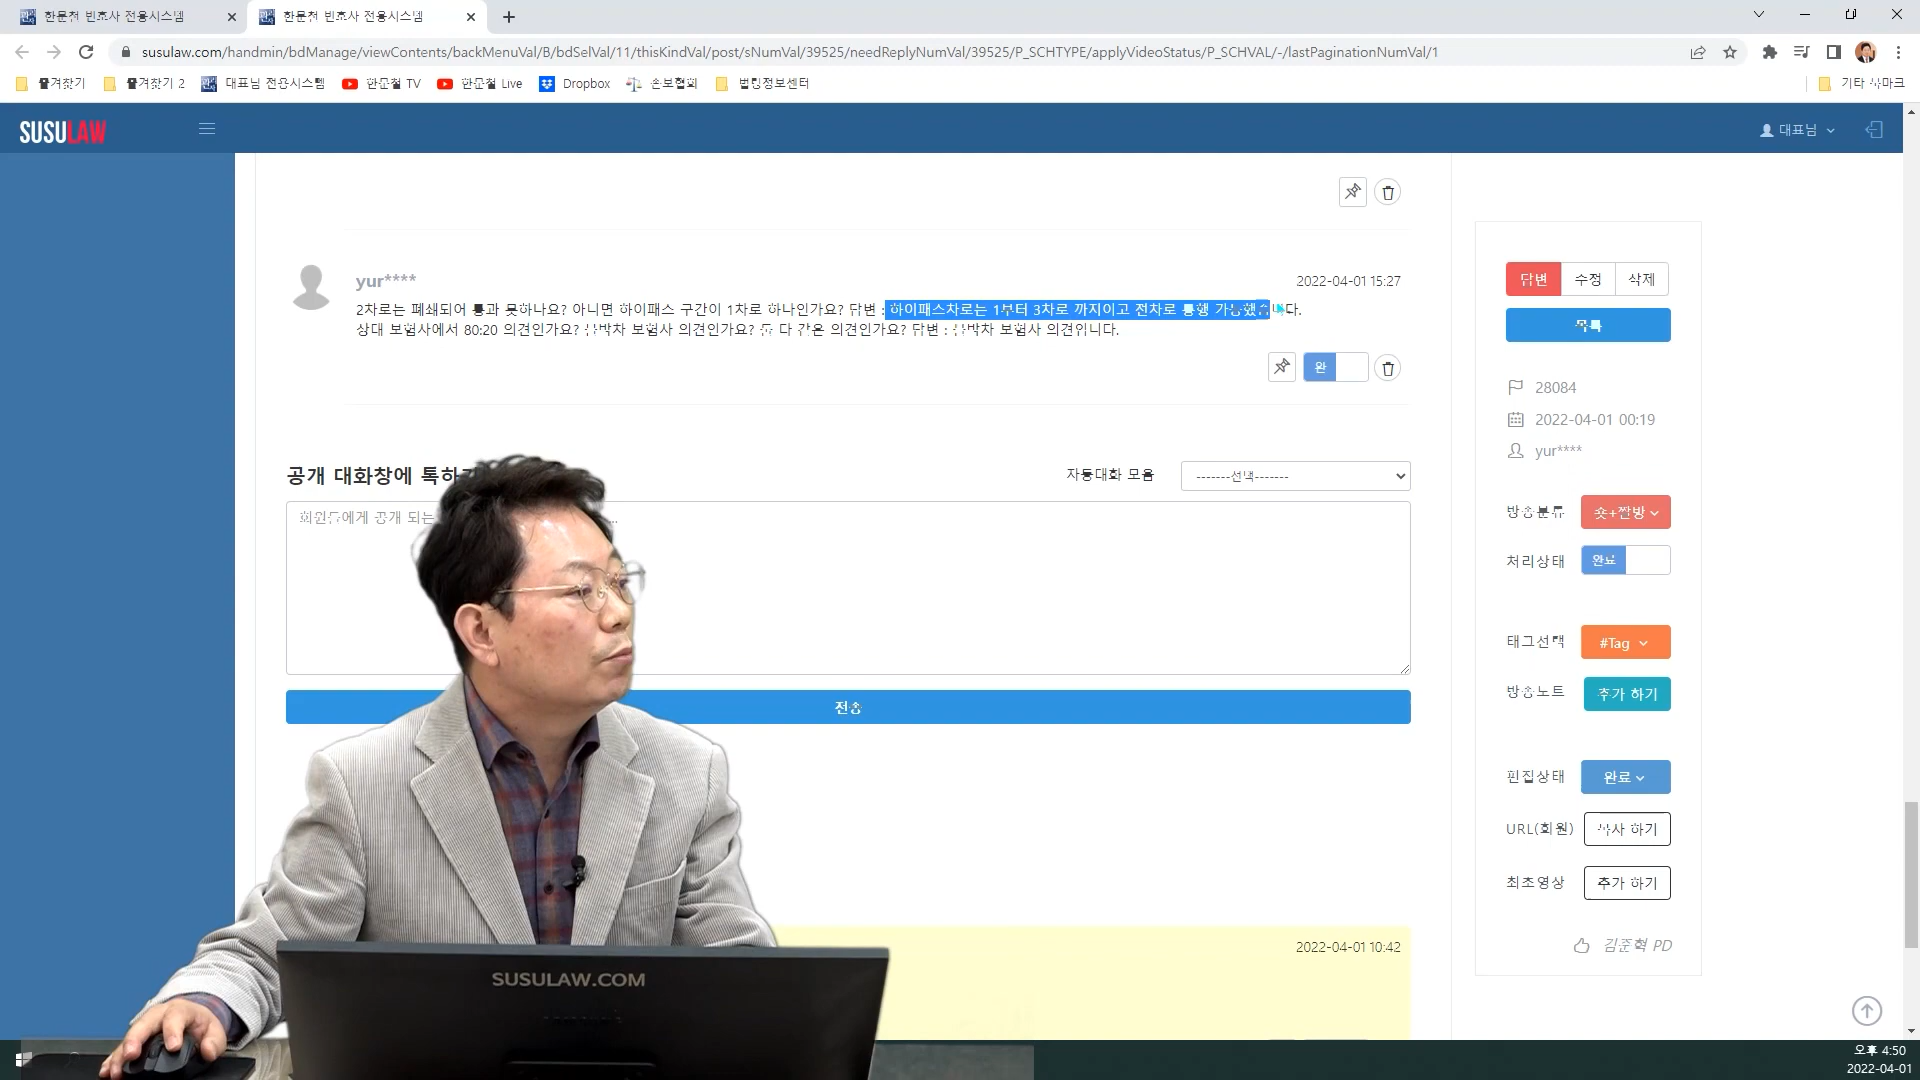 한문철 변호사 전용시스템
한문철 변호사 전용시스템
susulaw.com/handmin/bdManage/viewContents/backMenuVal/B/bdSelVal/11/thisKindVal/post/sNumVal/39525/needReplyNumVal/39525/P_SCHTYPE/applyVideoStatus/P_SCHVAL/-/lastPaginationNumVal/1
즐겨찾기
즐겨찾기 2
대표님 전용시스템
한문철 TV
한문철 Live
Dropbox
손보협회
법령정보센터
기타 북마크
SUSULAW
대표님
yur****
2022-04-01 15:27
2차로는 폐쇄되어 통과 못하나요? 아니면 하이패스 구간이 1차로 하나인가요? 답변 : 하이패스차로는 1부터 3차로 까지이고 전차로 통행 가능했습니다.
상대 보험사에서 80:20 의견인가요? 블박차 보험사 의견인가요? 둘 다 같은 의견인가요? 답변 : 블박차 보험사 의견입니다.
완
공개 대화창에 톡하기
자동대화 모음
-------선택-------
회원들에게 공개 되는
전송
2022-04-01 10:42
답변
수정
삭제
목록
28084
2022-04-01 00:19
yur****
방송분류
숏+짤방
처리상태
완료
태그선택
#Tag
방송노트
추가 하기
편집상태
완료
URL(회원)
복사 하기
최초영상
추가 하기
김준혁 PD
SUSULAW.COM
오후 4:50
2022-04-01